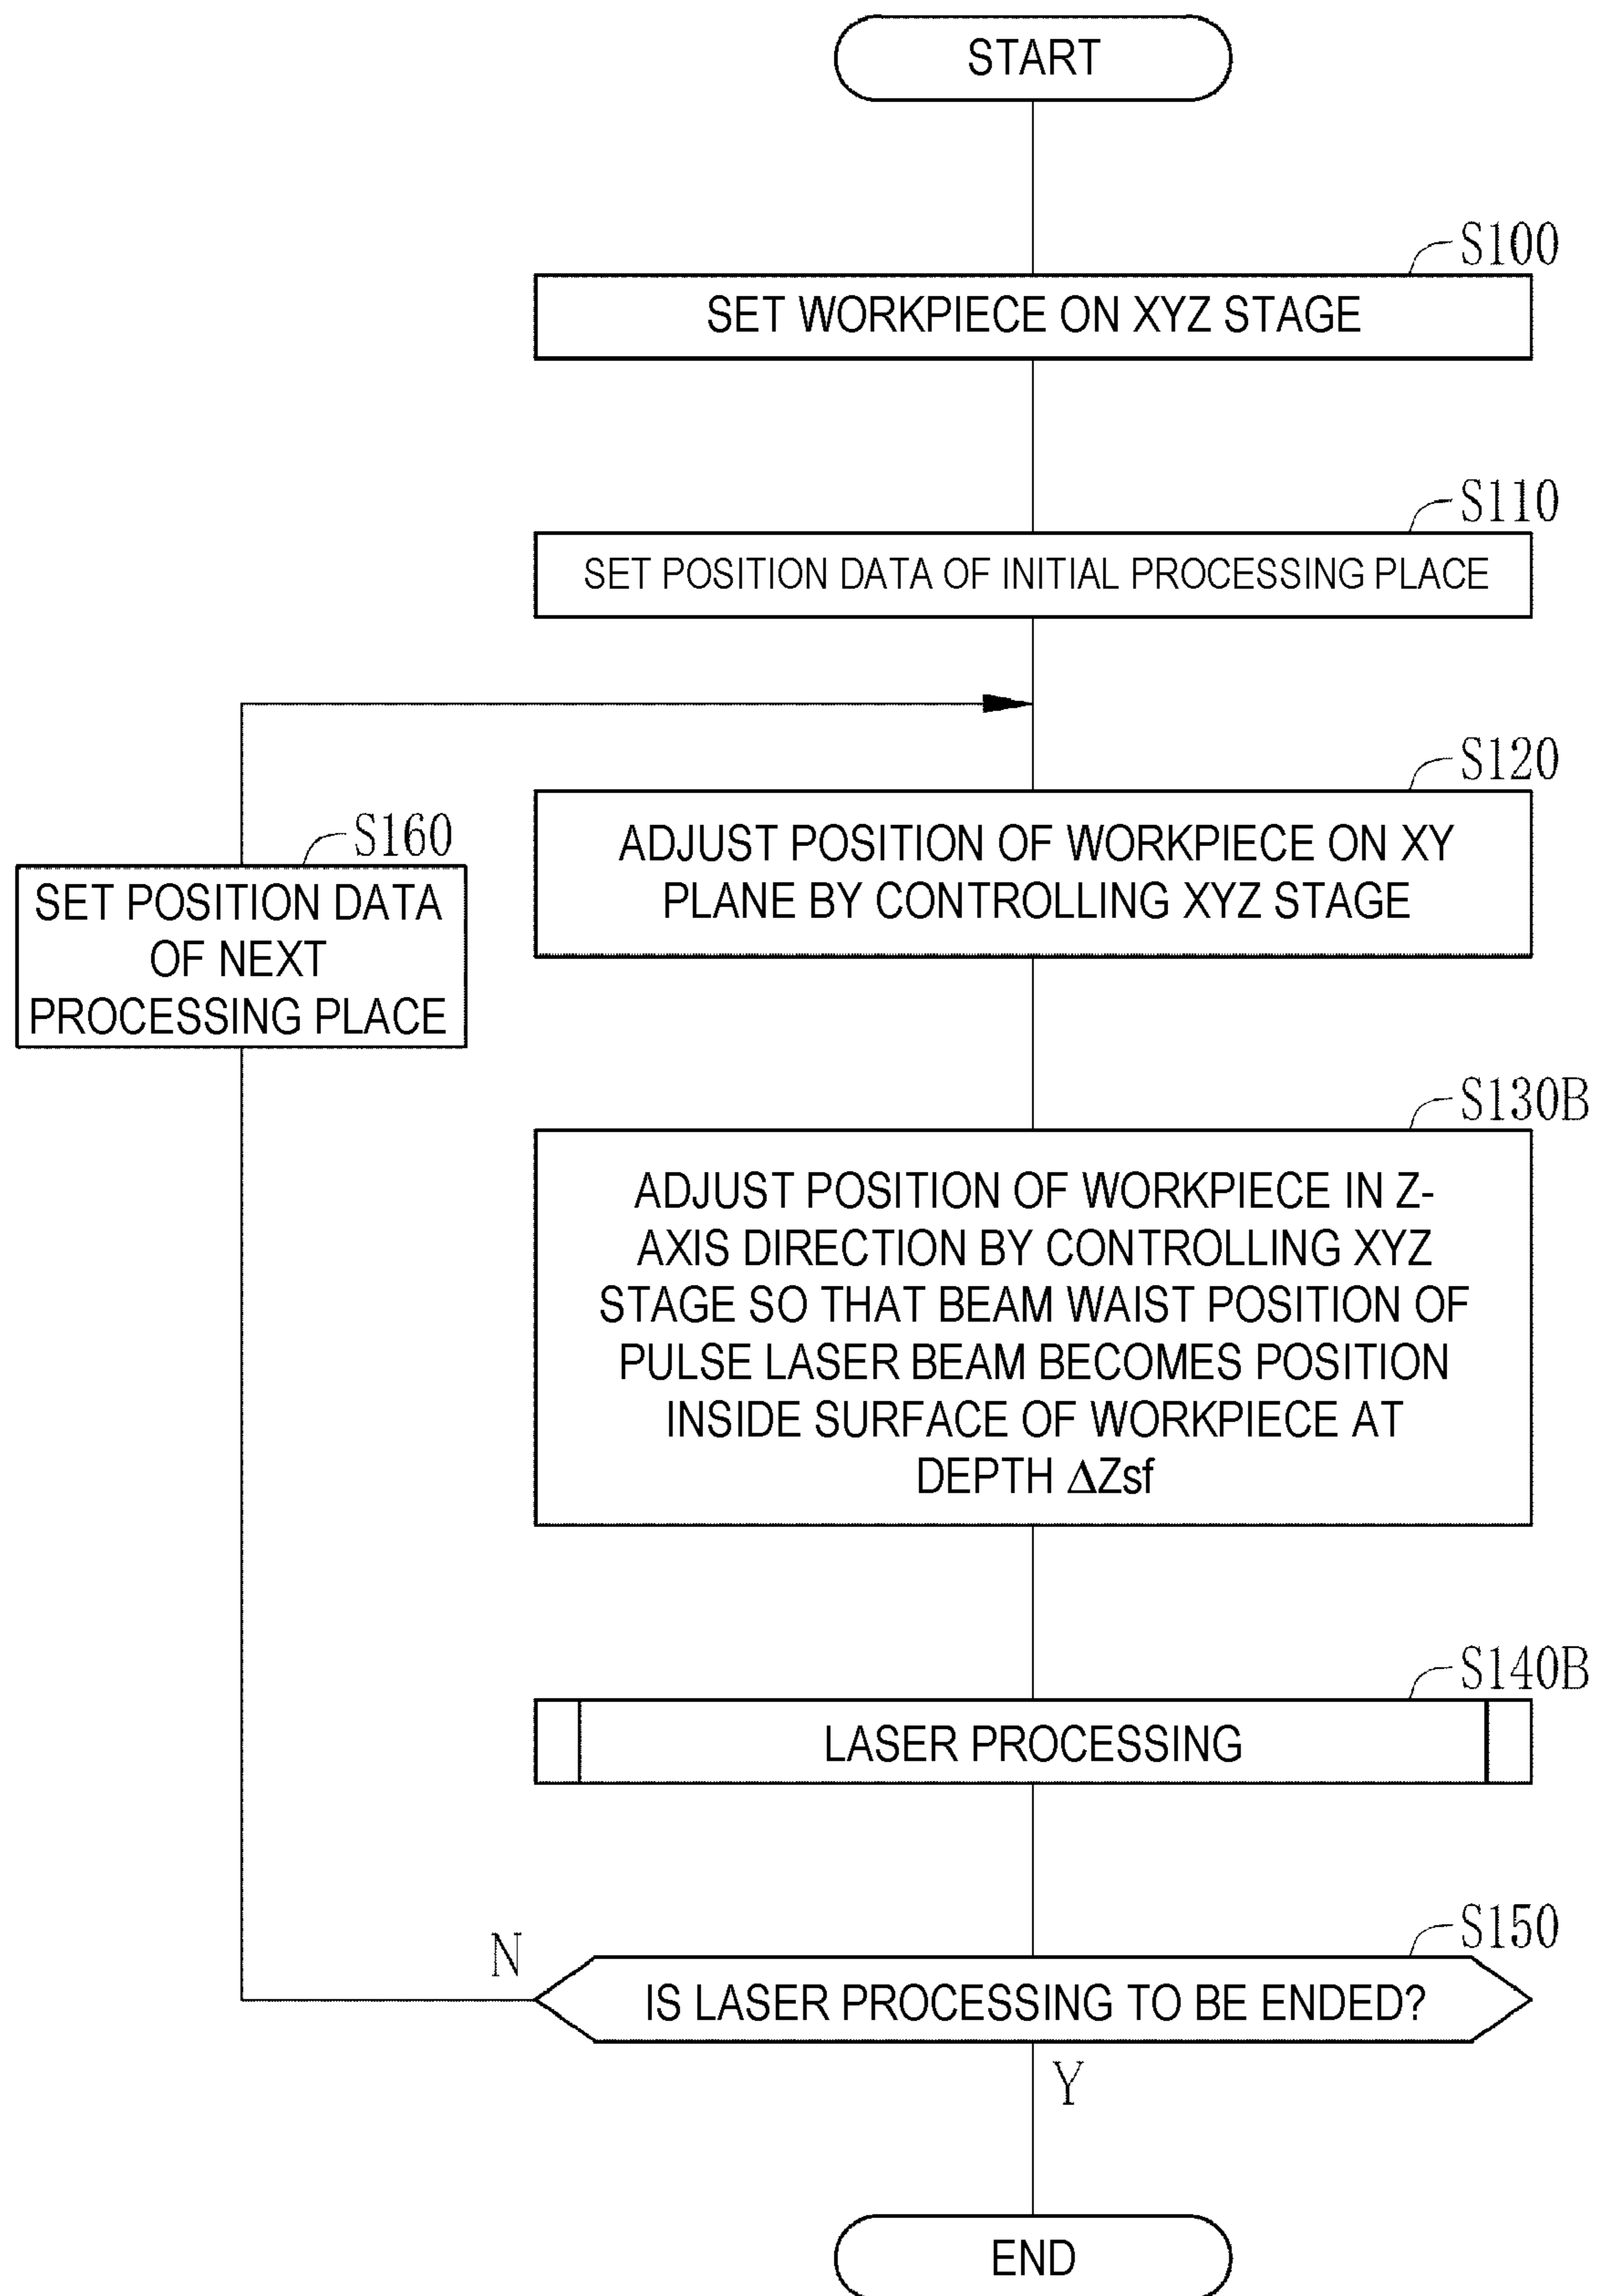 START
S100
SET WORKPIECE ON XYZ STAGE
S110
SET POSITION DATA OF INITIAL PROCESSING PLACE
S120
ADJUST POSITION OF WORKPIECE ON XY
PLANE BY CONTROLLING XYZ STAGE
S160
SET POSITION DATA
OF NEXT
PROCESSING PLACE
S130B
ADJUST POSITION OF WORKPIECE IN Z-
AXIS DIRECTION BY CONTROLLING XYZ
STAGE SO THAT BEAM WAIST POSITION OF
PULSE LASER BEAM BECOMES POSITION
INSIDE SURFACE OF WORKPIECE AT
DEPTH ΔZsf
S140B
LASER PROCESSING
S150
N
IS LASER PROCESSING TO BE ENDED?
Y
END